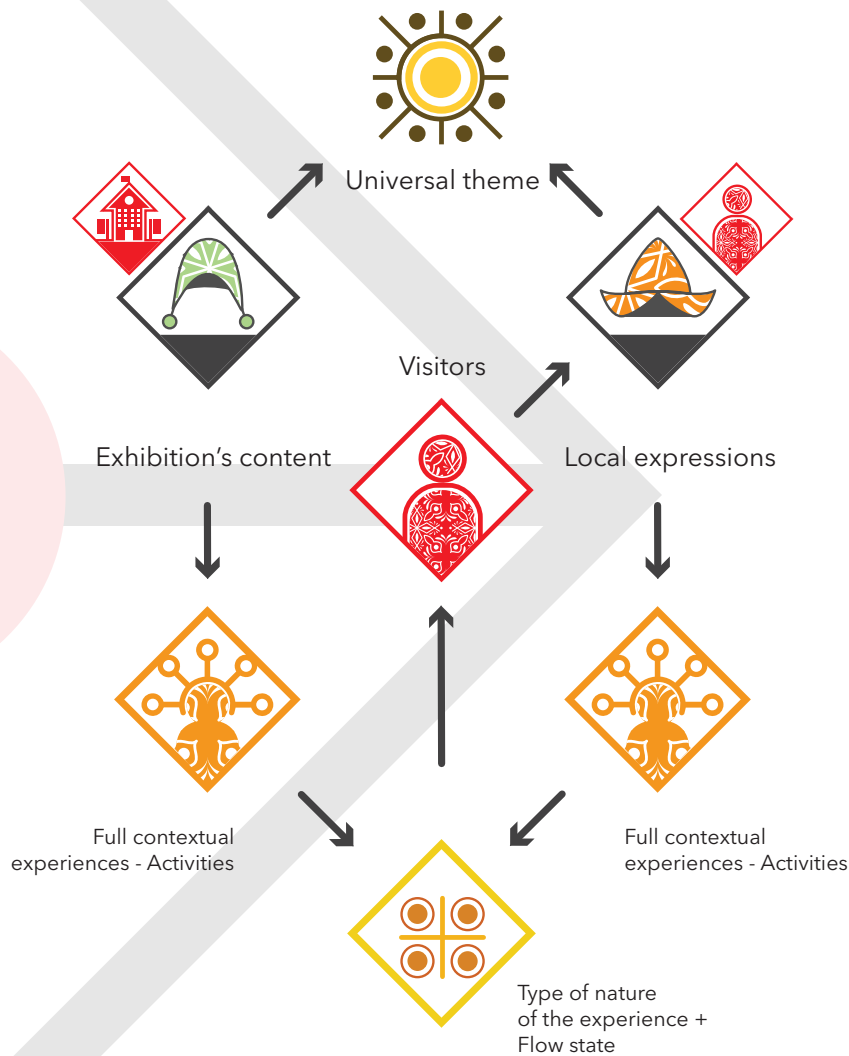 Universal theme
Visitors
Exhibition’s content
Local expressions
Full contextual
experiences - Activities
Full contextual
experiences - Activities
Type of nature
of the experience +
Flow state